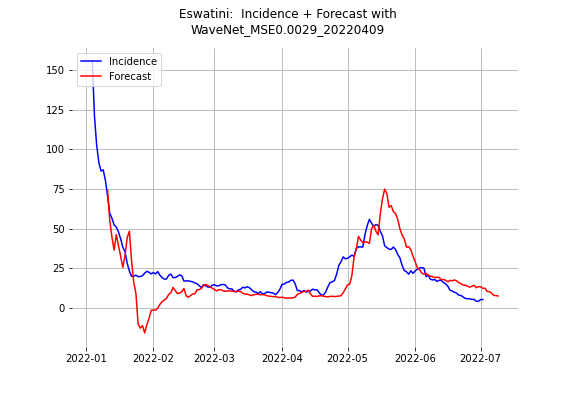 Eswatini:  Incidence + Forecast with
WaveNet_MSE0.0029_20220409
Incidence
Forecast
150
125
100
75
50
25
0
2022-01 2022-02 2022-03 2022-04 2022-05 2022-06 2022-07